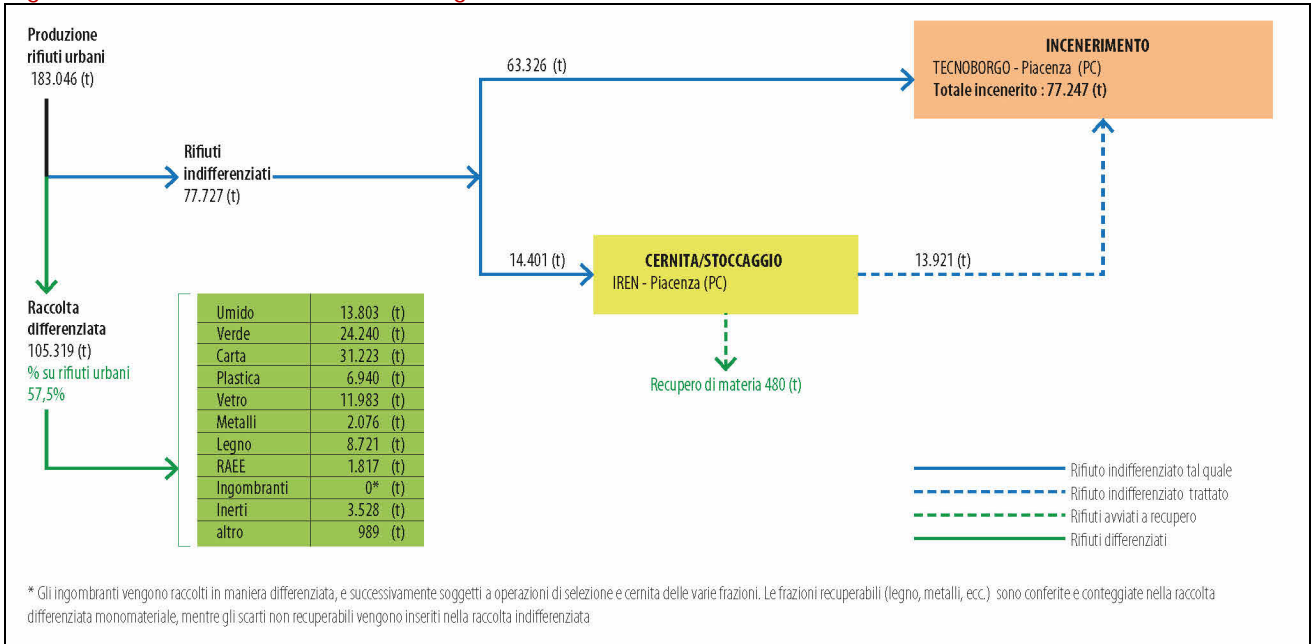 Produzione
rifiuti urbani
183.046 (t)
63.326 (t)
INCENERIMENTO
TECNOBORGO - Piacenza (PC)
Totale incenerito : 77.247 (t)
Rifiuti
indifferenziati
77.727 (t)
14.401 (t)
CERNITA/STOCCAGGIO
IREN - Piacenza (PC)
13.921 (t)
Recupero di materia 480 (t)
Raccolta
differenziata
105.319 (t)
% su rifiuti urbani
57,5%
Umido 13.803 (t)
Verde 24.240 (t)
Carta 31.223 (t)
Plastica 6.940 (t)
Vetro 11.983 (t)
Metalli 2.076 (t)
Legno 8.721 (t)
RAEE 1.817 (t)
Ingombranti 0* (t)
Inerti 3.528 (t)
altro 989 (t)
Rifiuto indifferenziato tal quale
Rifiuto indifferenziato trattato
Rifiuti avviati a recupero
Rifiuti differenziati
* Gli ingombranti vengono raccolti in maniera differenziata, e successivamente soggetti a operazioni di selezione e cernita delle varie frazioni. Le frazioni recuperabili (legno, metalli, ecc.) sono conferite e conteggiate nella raccolta
differenziata monomateriale, mentre gli scarti non recuperabili vengono inseriti nella raccolta indifferenziata